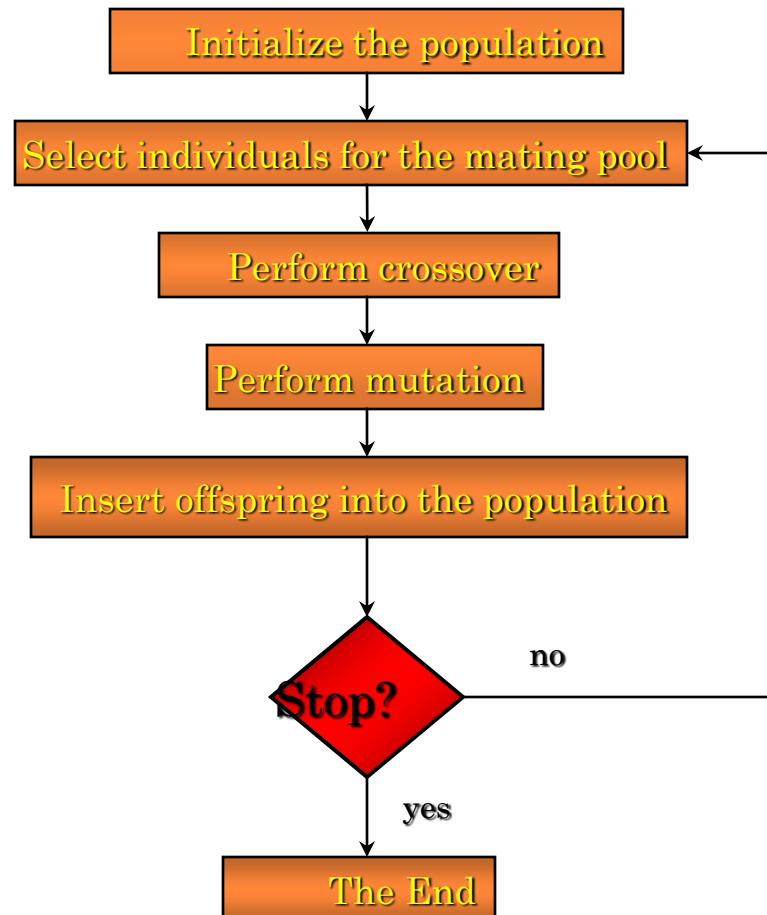 Initialize the population
Select individuals for the mating pool
Perform crossover
Perform mutation
Insert offspring into the population
no
Stop?
yes
The End